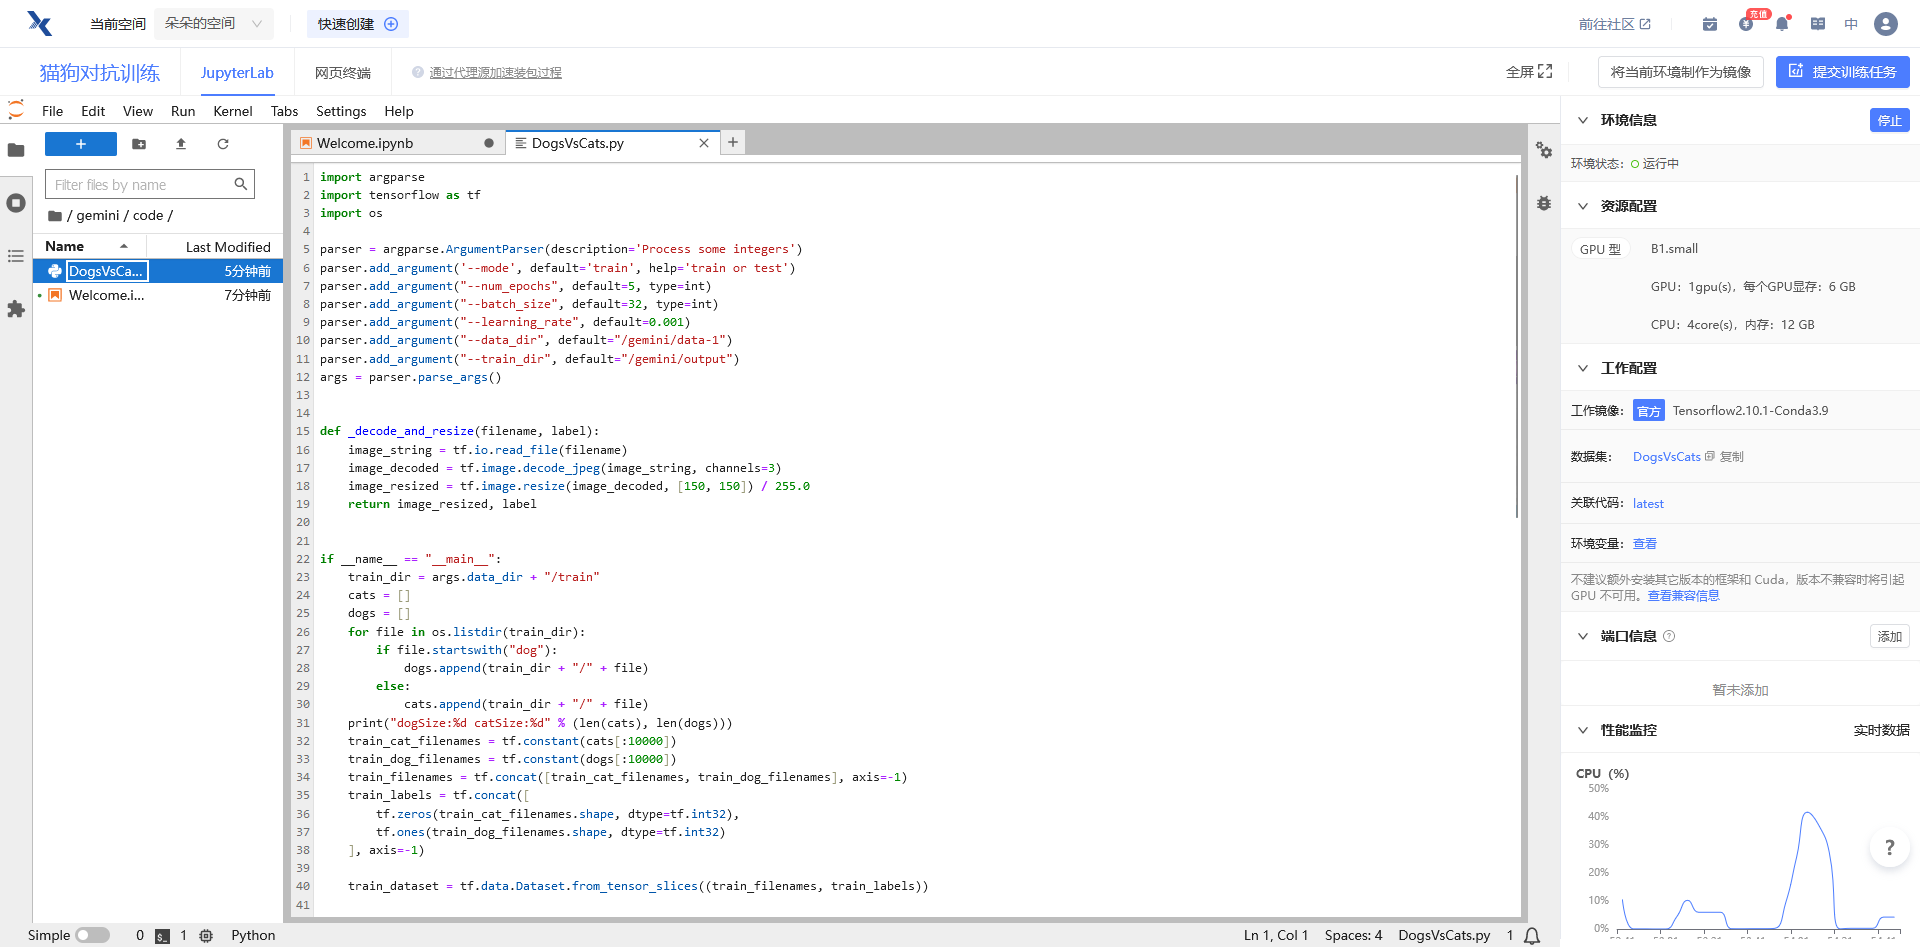 当前空间 朵朵的空间 快速创建 前往社区 充值 中
猫狗对抗训练 JupyterLab 网页终端 通过代理源加速装包过程 全屏 将当前环境制作为镜像 提交训练任务
File Edit View Run Kernel Tabs Settings Help
Filter files by name
/ gemini / code /
Name Last Modified
DogsVsCa... 5分钟前
Welcome.i... 7分钟前
Welcome.ipynb DogsVsCats.py
1 import argparse
2 import tensorflow as tf
3 import os
4
5 parser = argparse.ArgumentParser(description='Process some integers')
6 parser.add_argument('--mode', default='train', help='train or test')
7 parser.add_argument("--num_epochs", default=5, type=int)
8 parser.add_argument("--batch_size", default=32, type=int)
9 parser.add_argument("--learning_rate", default=0.001)
10 parser.add_argument("--data_dir", default="/gemini/data-1")
11 parser.add_argument("--train_dir", default="/gemini/output")
12 args = parser.parse_args()
13
14
15 def _decode_and_resize(filename, label):
16     image_string = tf.io.read_file(filename)
17     image_decoded = tf.image.decode_jpeg(image_string, channels=3)
18     image_resized = tf.image.resize(image_decoded, [150, 150]) / 255.0
19     return image_resized, label
20
21
22 if __name__ == "__main__":
23     train_dir = args.data_dir + "/train"
24     cats = []
25     dogs = []
26     for file in os.listdir(train_dir):
27         if file.startswith("dog"):
28             dogs.append(train_dir + "/" + file)
29         else:
30             cats.append(train_dir + "/" + file)
31     print("dogSize:%d catSize:%d" % (len(cats), len(dogs)))
32     train_cat_filenames = tf.constant(cats[:10000])
33     train_dog_filenames = tf.constant(dogs[:10000])
34     train_filenames = tf.concat([train_cat_filenames, train_dog_filenames], axis=-1)
35     train_labels = tf.concat([
36         tf.zeros(train_cat_filenames.shape, dtype=tf.int32),
37         tf.ones(train_dog_filenames.shape, dtype=tf.int32)
38     ], axis=-1)
39
40     train_dataset = tf.data.Dataset.from_tensor_slices((train_filenames, train_labels))
41
环境信息 停止
环境状态: 运行中
资源配置
GPU 型 B1.small
GPU: 1gpu(s), 每个GPU显存: 6 GB
CPU: 4core(s), 内存: 12 GB
工作配置
工作镜像: 官方 Tensorflow2.10.1-Conda3.9
数据集: DogsVsCats 复制
关联代码: latest
环境变量: 查看
不建议额外安装其它版本的框架和 Cuda, 版本不兼容时将引起
GPU 不可用。查看兼容信息
端口信息 添加
暂未添加
性能监控 实时数据
CPU (%)
50%
40%
30%
20%
10%
0%
?
Simple 0 1 Python Ln 1, Col 1 Spaces: 4 DogsVsCats.py 1